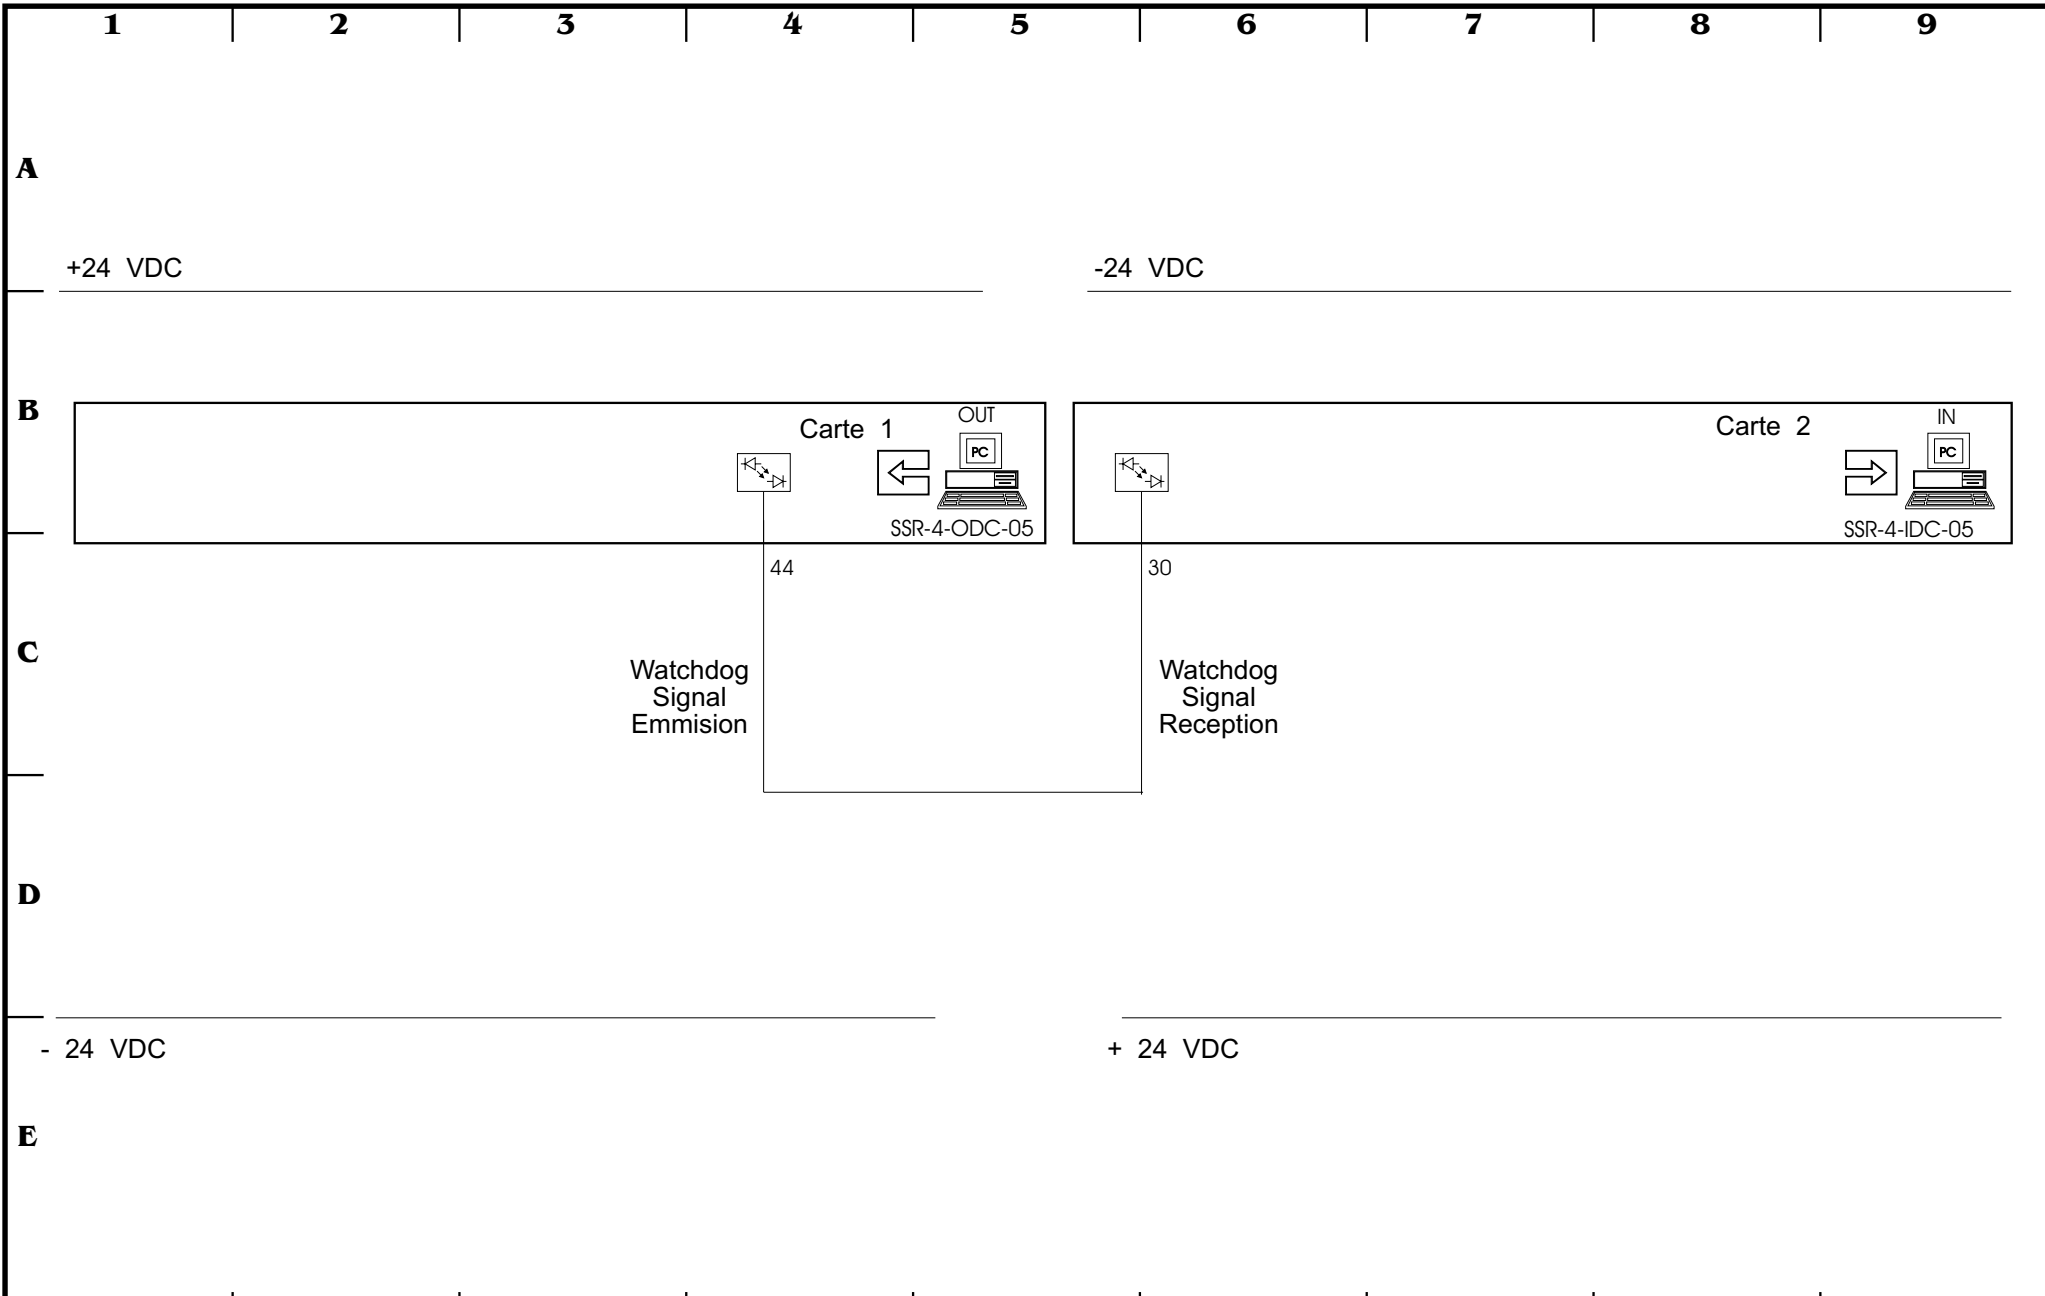 1 2 3 4 5 6 7 8 9
A
+24 VDC
-24 VDC
B
Carte 1
OUT
PC
SSR-4-ODC-05
Carte 2
IN
PC
SSR-4-IDC-05
44
30
C
Watchdog
Signal
Emmision
Watchdog
Signal
Reception
D
- 24 VDC
+ 24 VDC
E